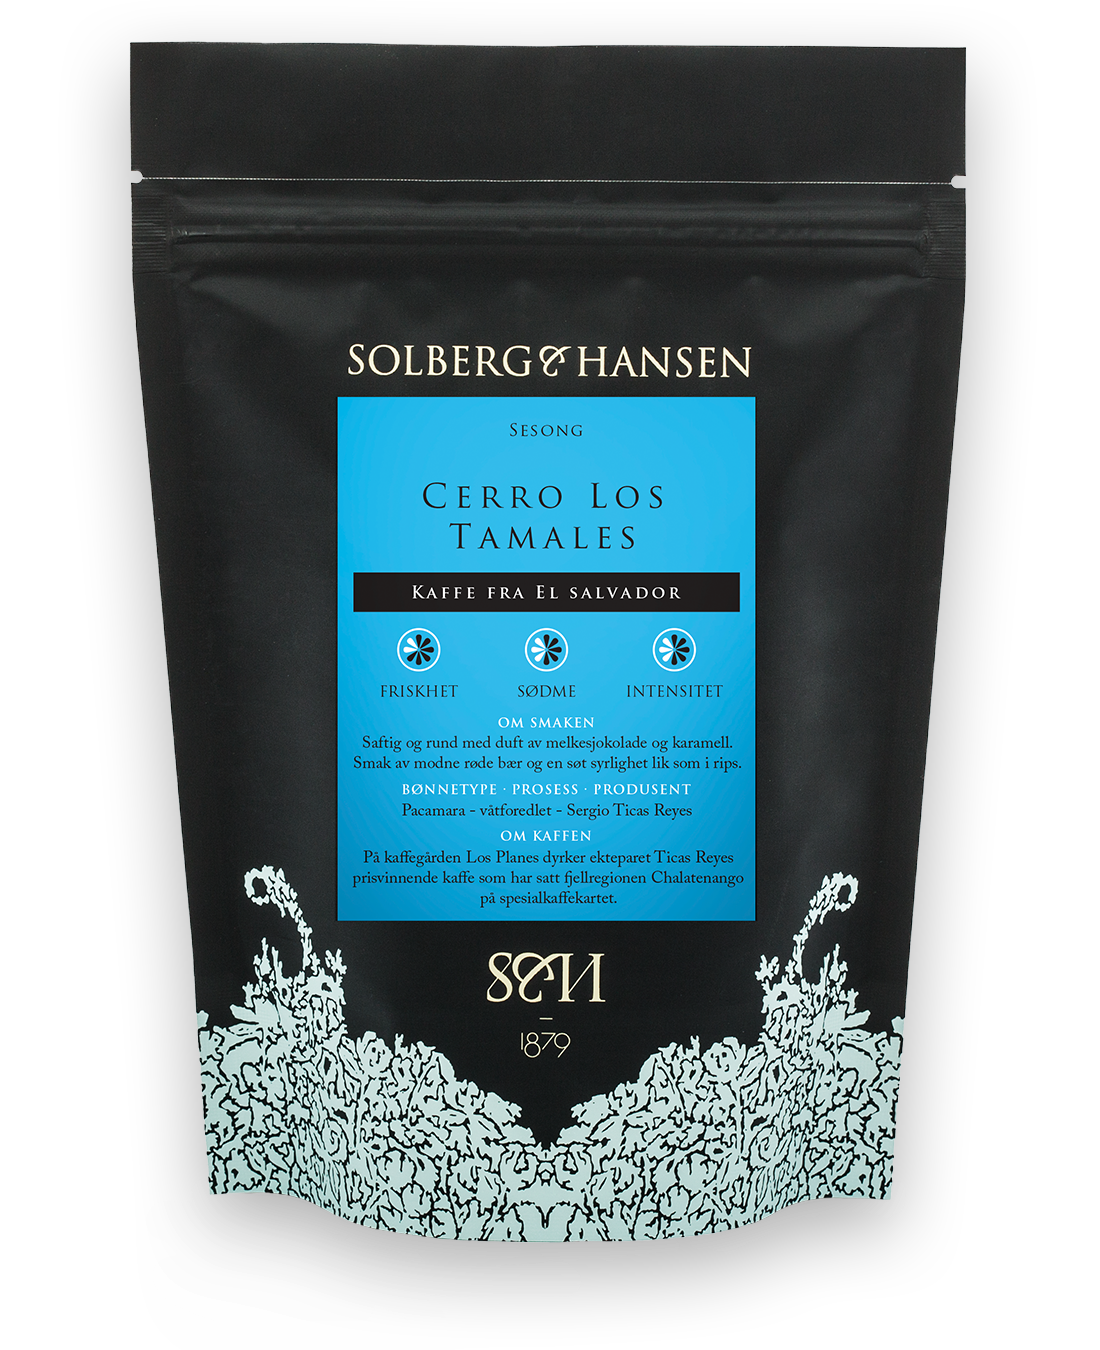 SOLBERG & HANSEN
SESONG
CERRO LOS
TAMALES
KAFFE FRA EL SALVADOR
FRISKHET SØDME INTENSITET
OM SMAKEN
Saftig og rund med duft av melkesjokolade og karamell.
Smak av modne røde bær og en søt syrlighet lik som i rips.
BØNNETYPE · PROSESS · PRODUSENT
Pacamara - våtforedlet - Sergio Ticas Reyes
OM KAFFEN
På kaffegården Los Planes dyrker ekteparet Ticas Reyes
prisvinnende kaffe som har satt fjellregionen Chalatenango
på spesialkaffekartet.
S&H
1879